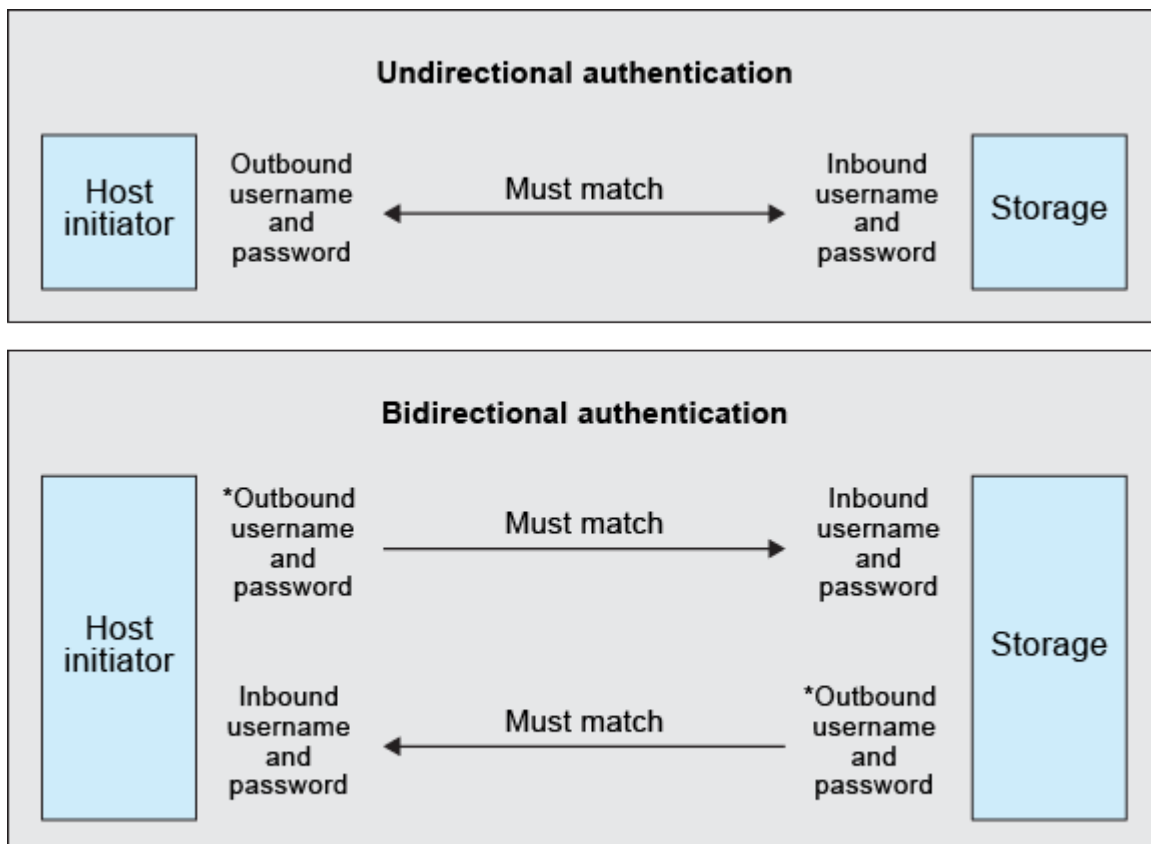 Undirectional authentication
Host
initiator
Outbound
username
and
password
Must match
Inbound
username
and
password
Storage
Bidirectional authentication
Host
initiator
*Outbound
username
and
password
Must match
Inbound
username
and
password
Inbound
username
and
password
Must match
*Outbound
username
and
password
Storage